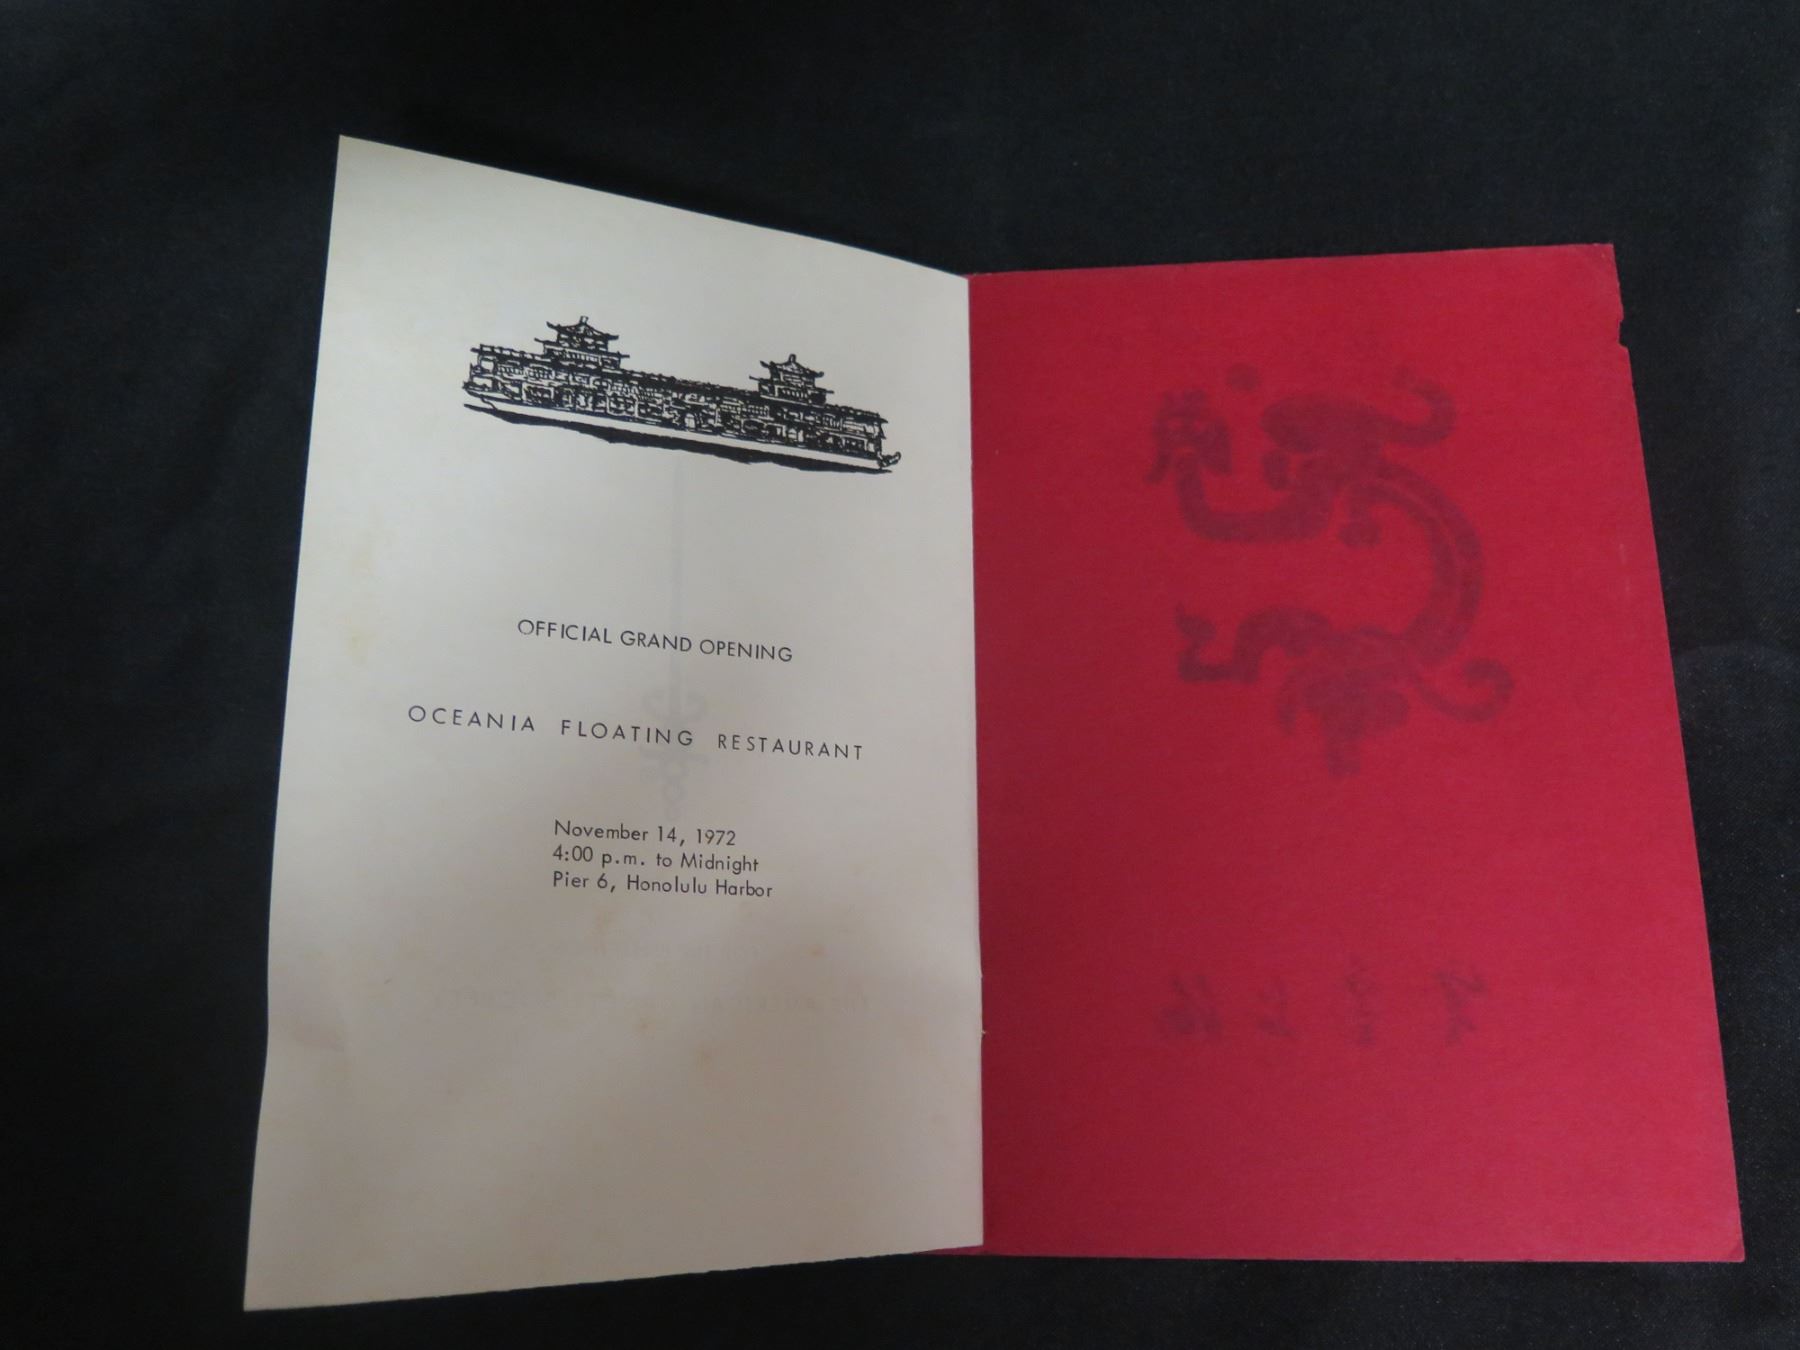 OFFICIAL GRAND OPENING
OCEANIA FLOATING RESTAURANT
November 14, 1972
4:00 p.m. to Midnight
Pier 6, Honolulu Harbor